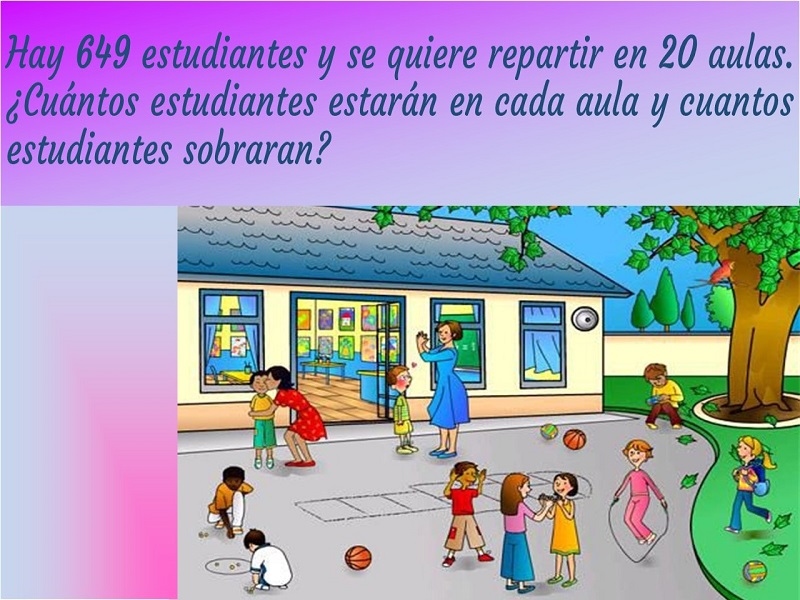 Hay 649 estudiantes y se quiere repartir en 20 aulas.
¿Cuántos estudiantes estarán en cada aula y cuantos
estudiantes sobraran?